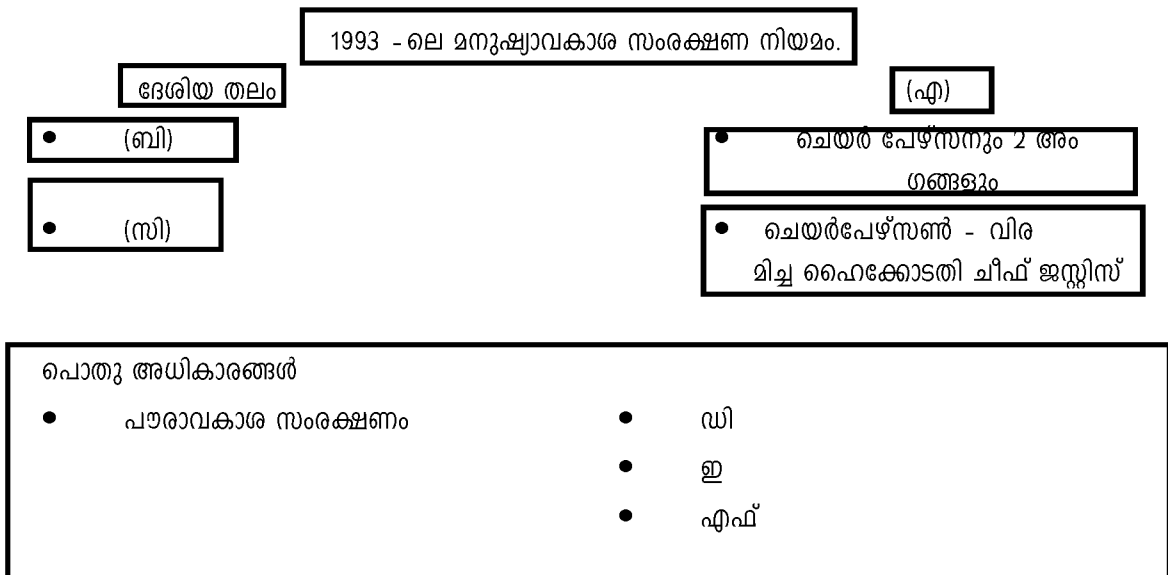 1993 - ലെ മനുഷ്യാവകാശ സംരക്ഷണ നിയമം.
ദേശിയ തലം
(എ)
(ബി)
ചെയർ പേഴ്സനും 2 അം
ഗങ്ങളും
(സി)
ചെയർപേഴ്സൺ - വിര
മിച്ച ഹൈക്കോടതി ചീഫ് ജസ്റ്റിസ്
പൊതു അധികാരങ്ങൾ
പൗരാവകാശ സംരക്ഷണം
ഡി
ഇ
എഫ്